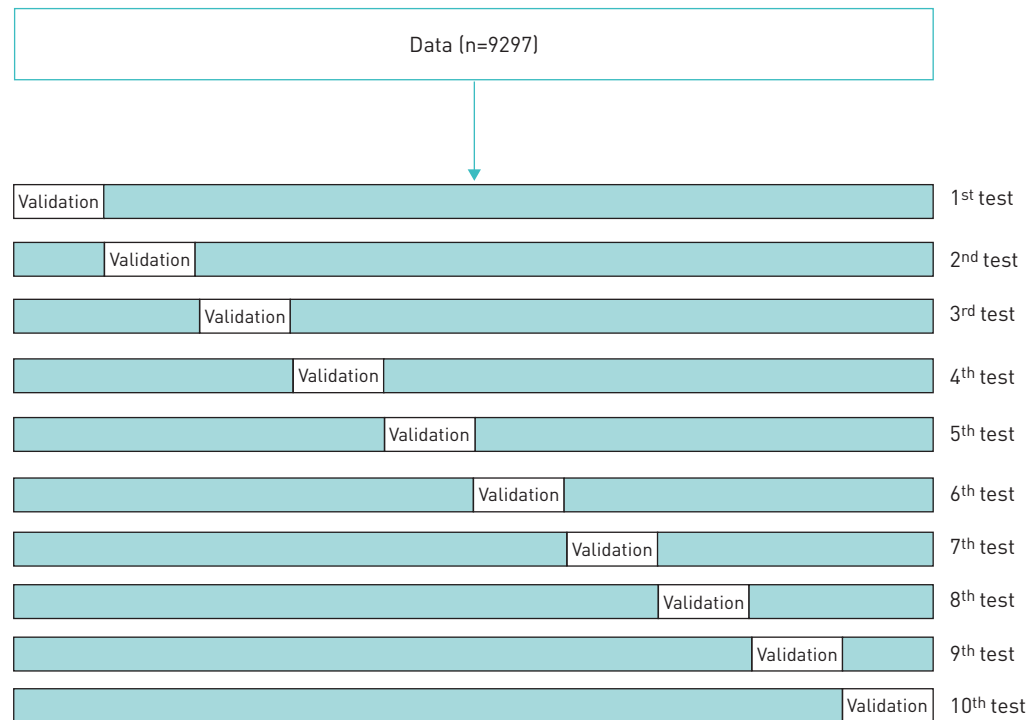 Data (n=9297)
Validation 1st test
Validation 2nd test
Validation 3rd test
Validation 4th test
Validation 5th test
Validation 6th test
Validation 7th test
Validation 8th test
Validation 9th test
Validation 10th test